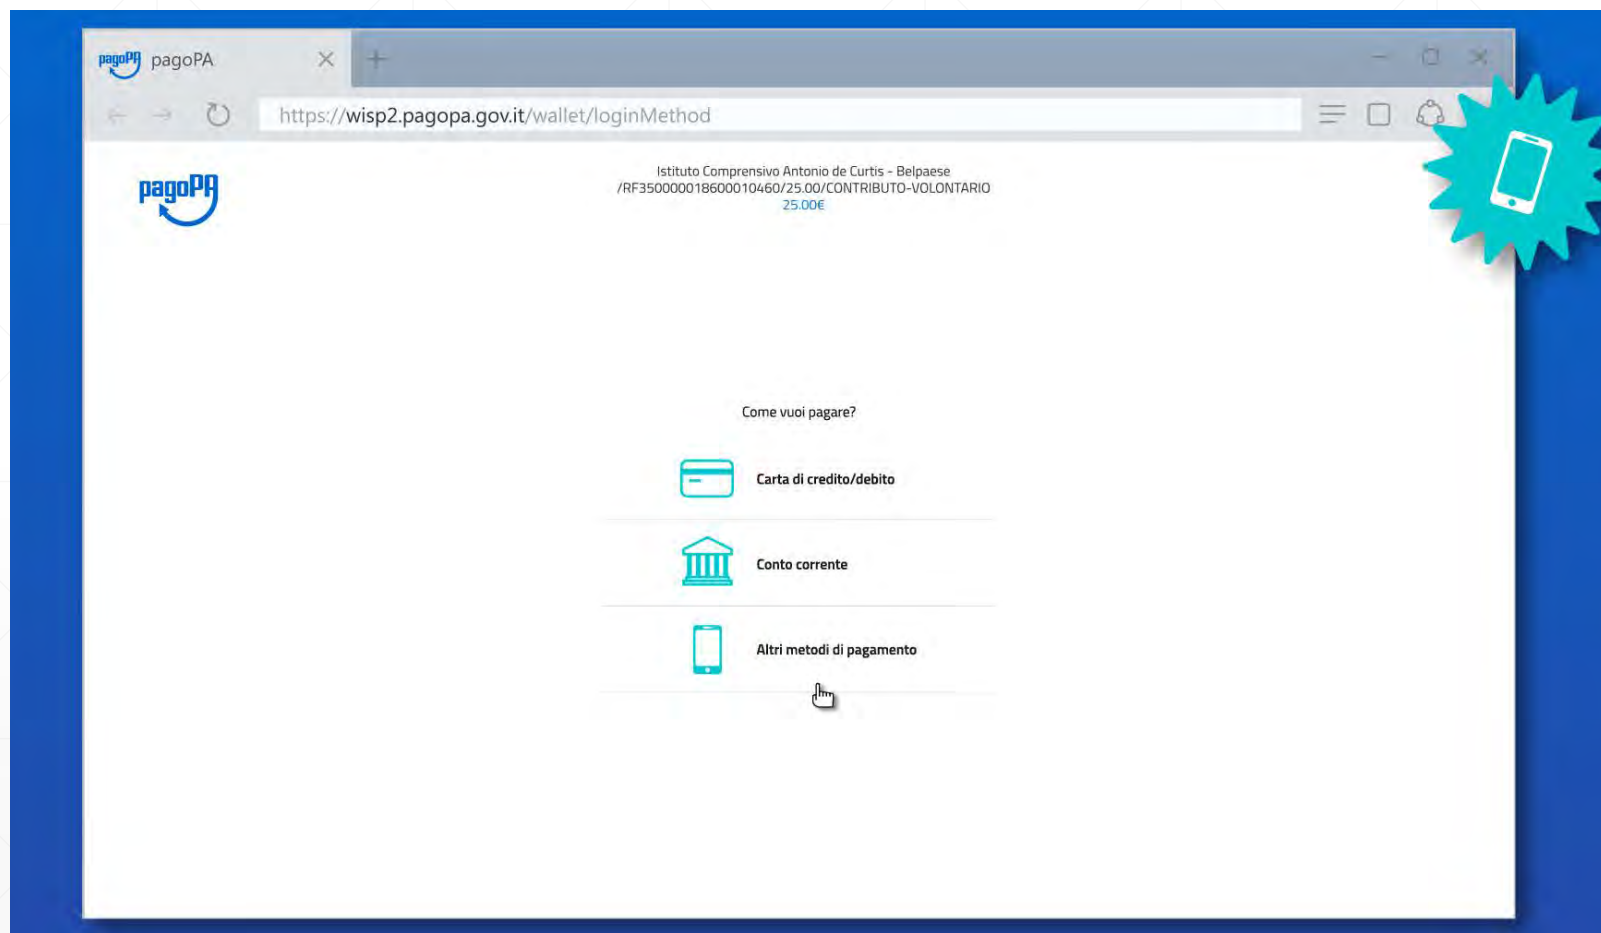 pagoPA pagoPA
https://wisp2.pagopa.gov.it/wallet/loginMethod
pagoPA
Istituto Comprensivo Antonio de Curtis - Belpaese
/RF350000018600010460/25.00/CONTRIBUTO-VOLONTARIO
25.00€
Come vuoi pagare?
Carta di credito/debito
Conto corrente
Altri metodi di pagamento